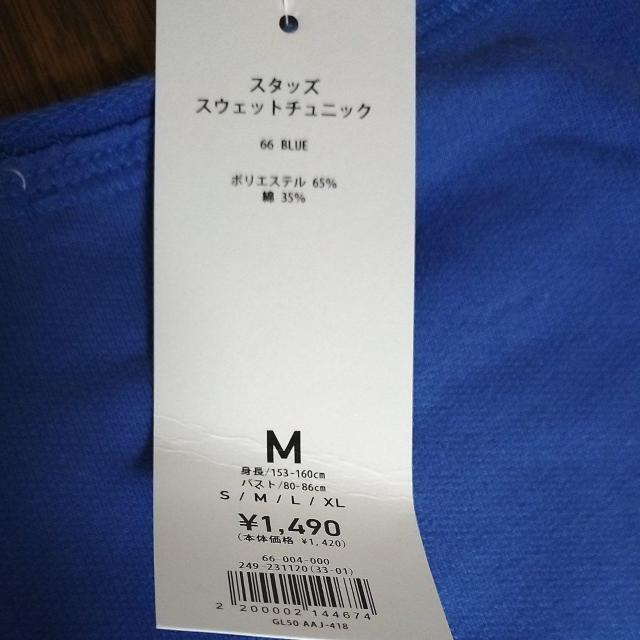 スタッズ
スウェットチュニック
66 BLUE
ポリエステル 65%
綿 35%
M
身長/153-160cm
バスト/80-86cm
S / M / L / XL
¥1,490
(本体価格 ¥1,420)
66-004-000
249-231120(33-01)
2 200002 144674
GL50 AAJ-418